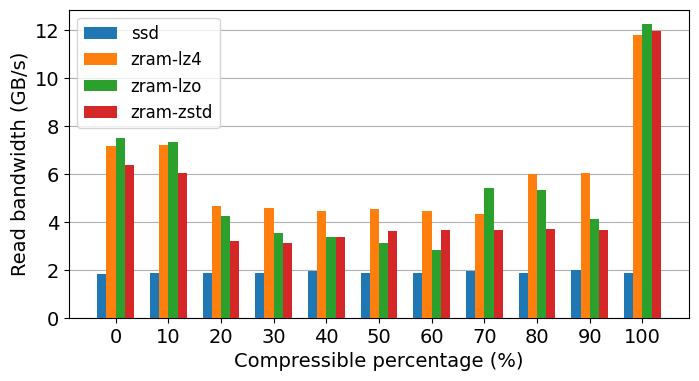 ssd
zram-lz4
zram-lzo
zram-zstd
Read bandwidth (GB/s)
12
10
8
6
4
2
0
0 10 20 30 40 50 60 70 80 90 100
Compressible percentage (%)